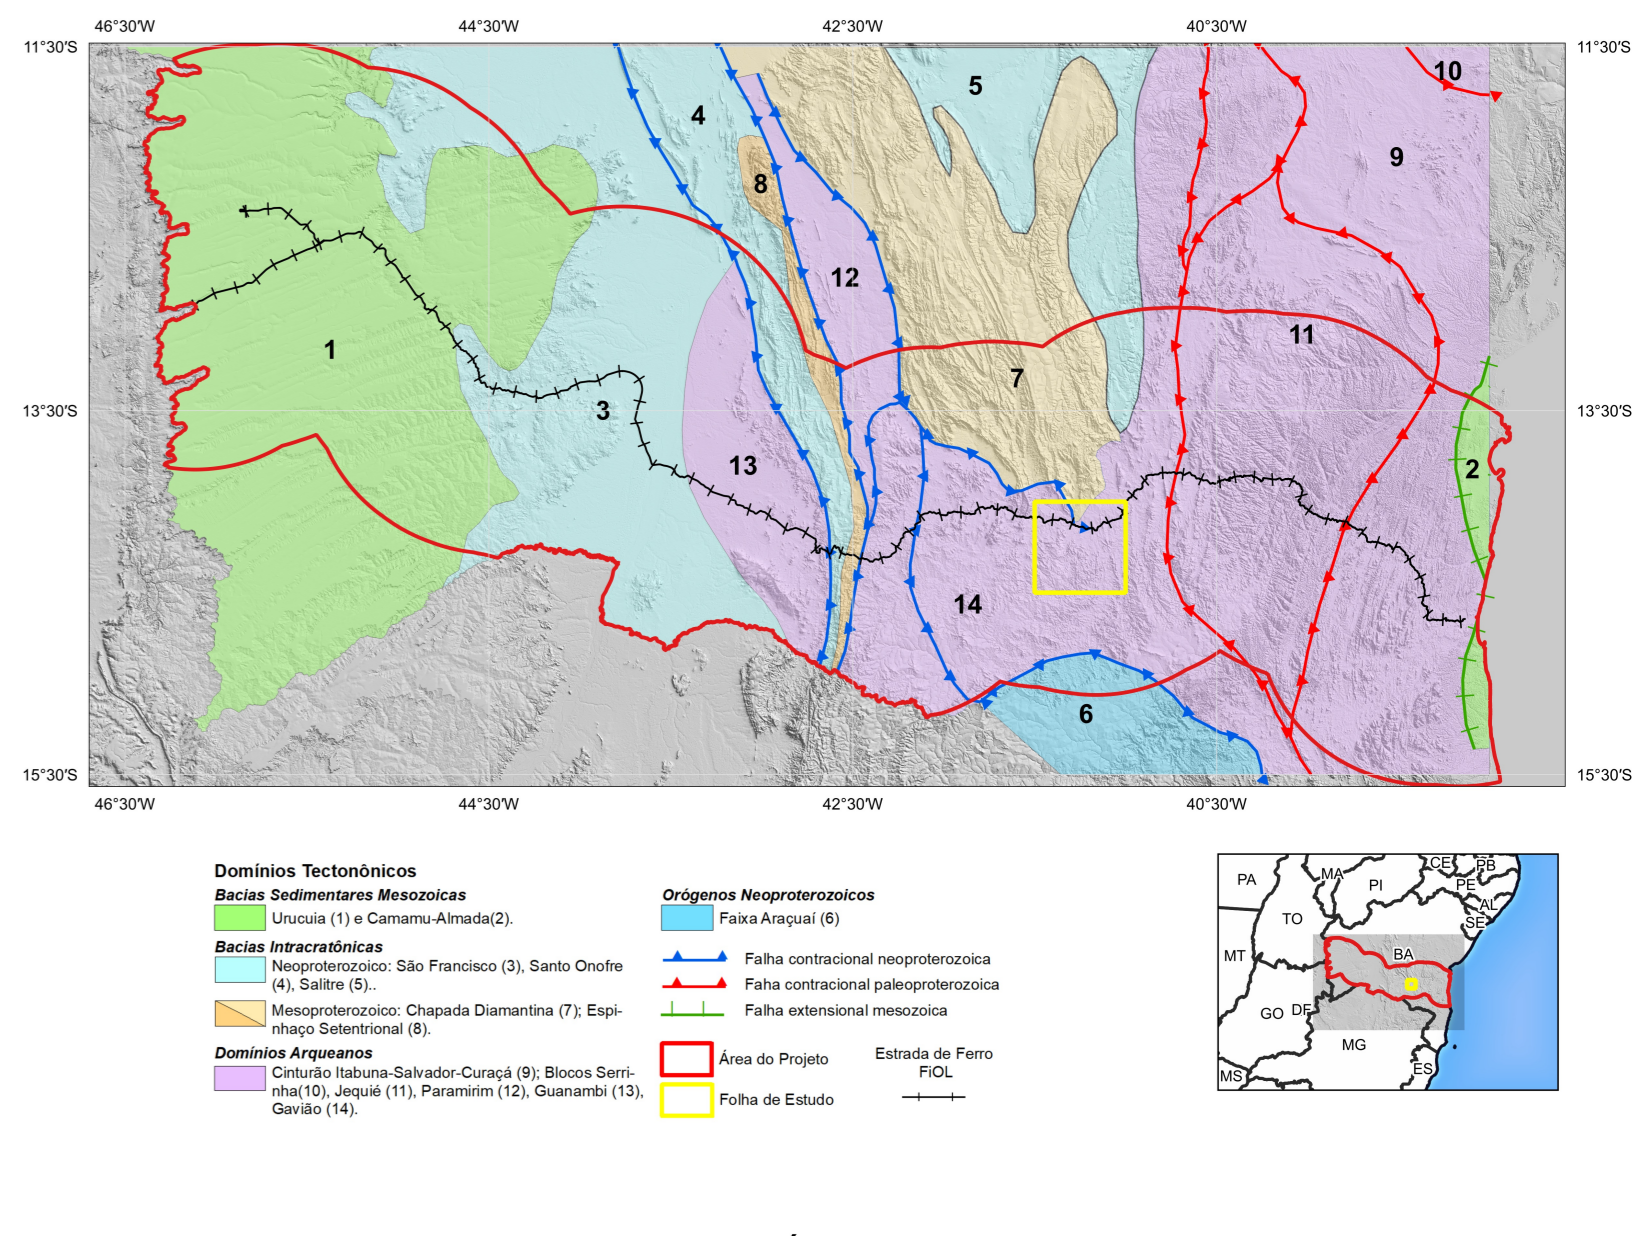 46°30'W 44°30'W 42°30'W 40°30'W
11°30'S 11°30'S
10
5
4
9
8
12
11
1
7
3
13°30'S 13°30'S
13
2
14
6
15°30'S 15°30'S
46°30'W 44°30'W 42°30'W 40°30'W
Domínios Tectonônicos
Bacias Sedimentares Mesozoicas
Urucuia (1) e Camamu-Almada(2).
Bacias Intracratônicas
Neoproterozoico: São Francisco (3), Santo Onofre
(4), Salitre (5)..
Mesoproterozoico: Chapada Diamantina (7); Espi-
nhaço Setentrional (8).
Domínios Arqueanos
Cinturão Itabuna-Salvador-Curaçá (9); Blocos Serri-
nha(10), Jequié (11), Paramirim (12), Guanambi (13),
Gavião (14).
Orógenos Neoproterozoicos
Faixa Araçuaí (6)
Falha contracional neoproterozoica
Faha contracional paleoproterozoica
Falha extensional mesozoica
Área do Projeto
Folha de Estudo
Estrada de Ferro
FiOL
CE
PB
MA
PA
PI
PE
AL
TO
SE
MT
BA
GO
DF
MG
ES
MS